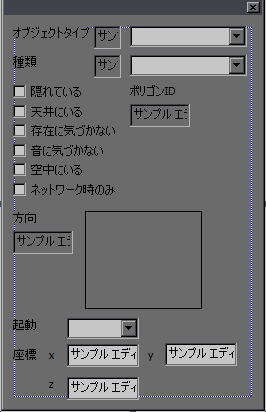 オブジェクトタイプ サン
種類 サン
隠れている ポリゴンID
天井にいる サンプル エデ
存在に気づかない
音に気づかない
空中にいる
ネットワーク時のみ
方向
サンプル エデ
起動
座標 x サンプル エディ y サンプル エディ
z サンプル エディ